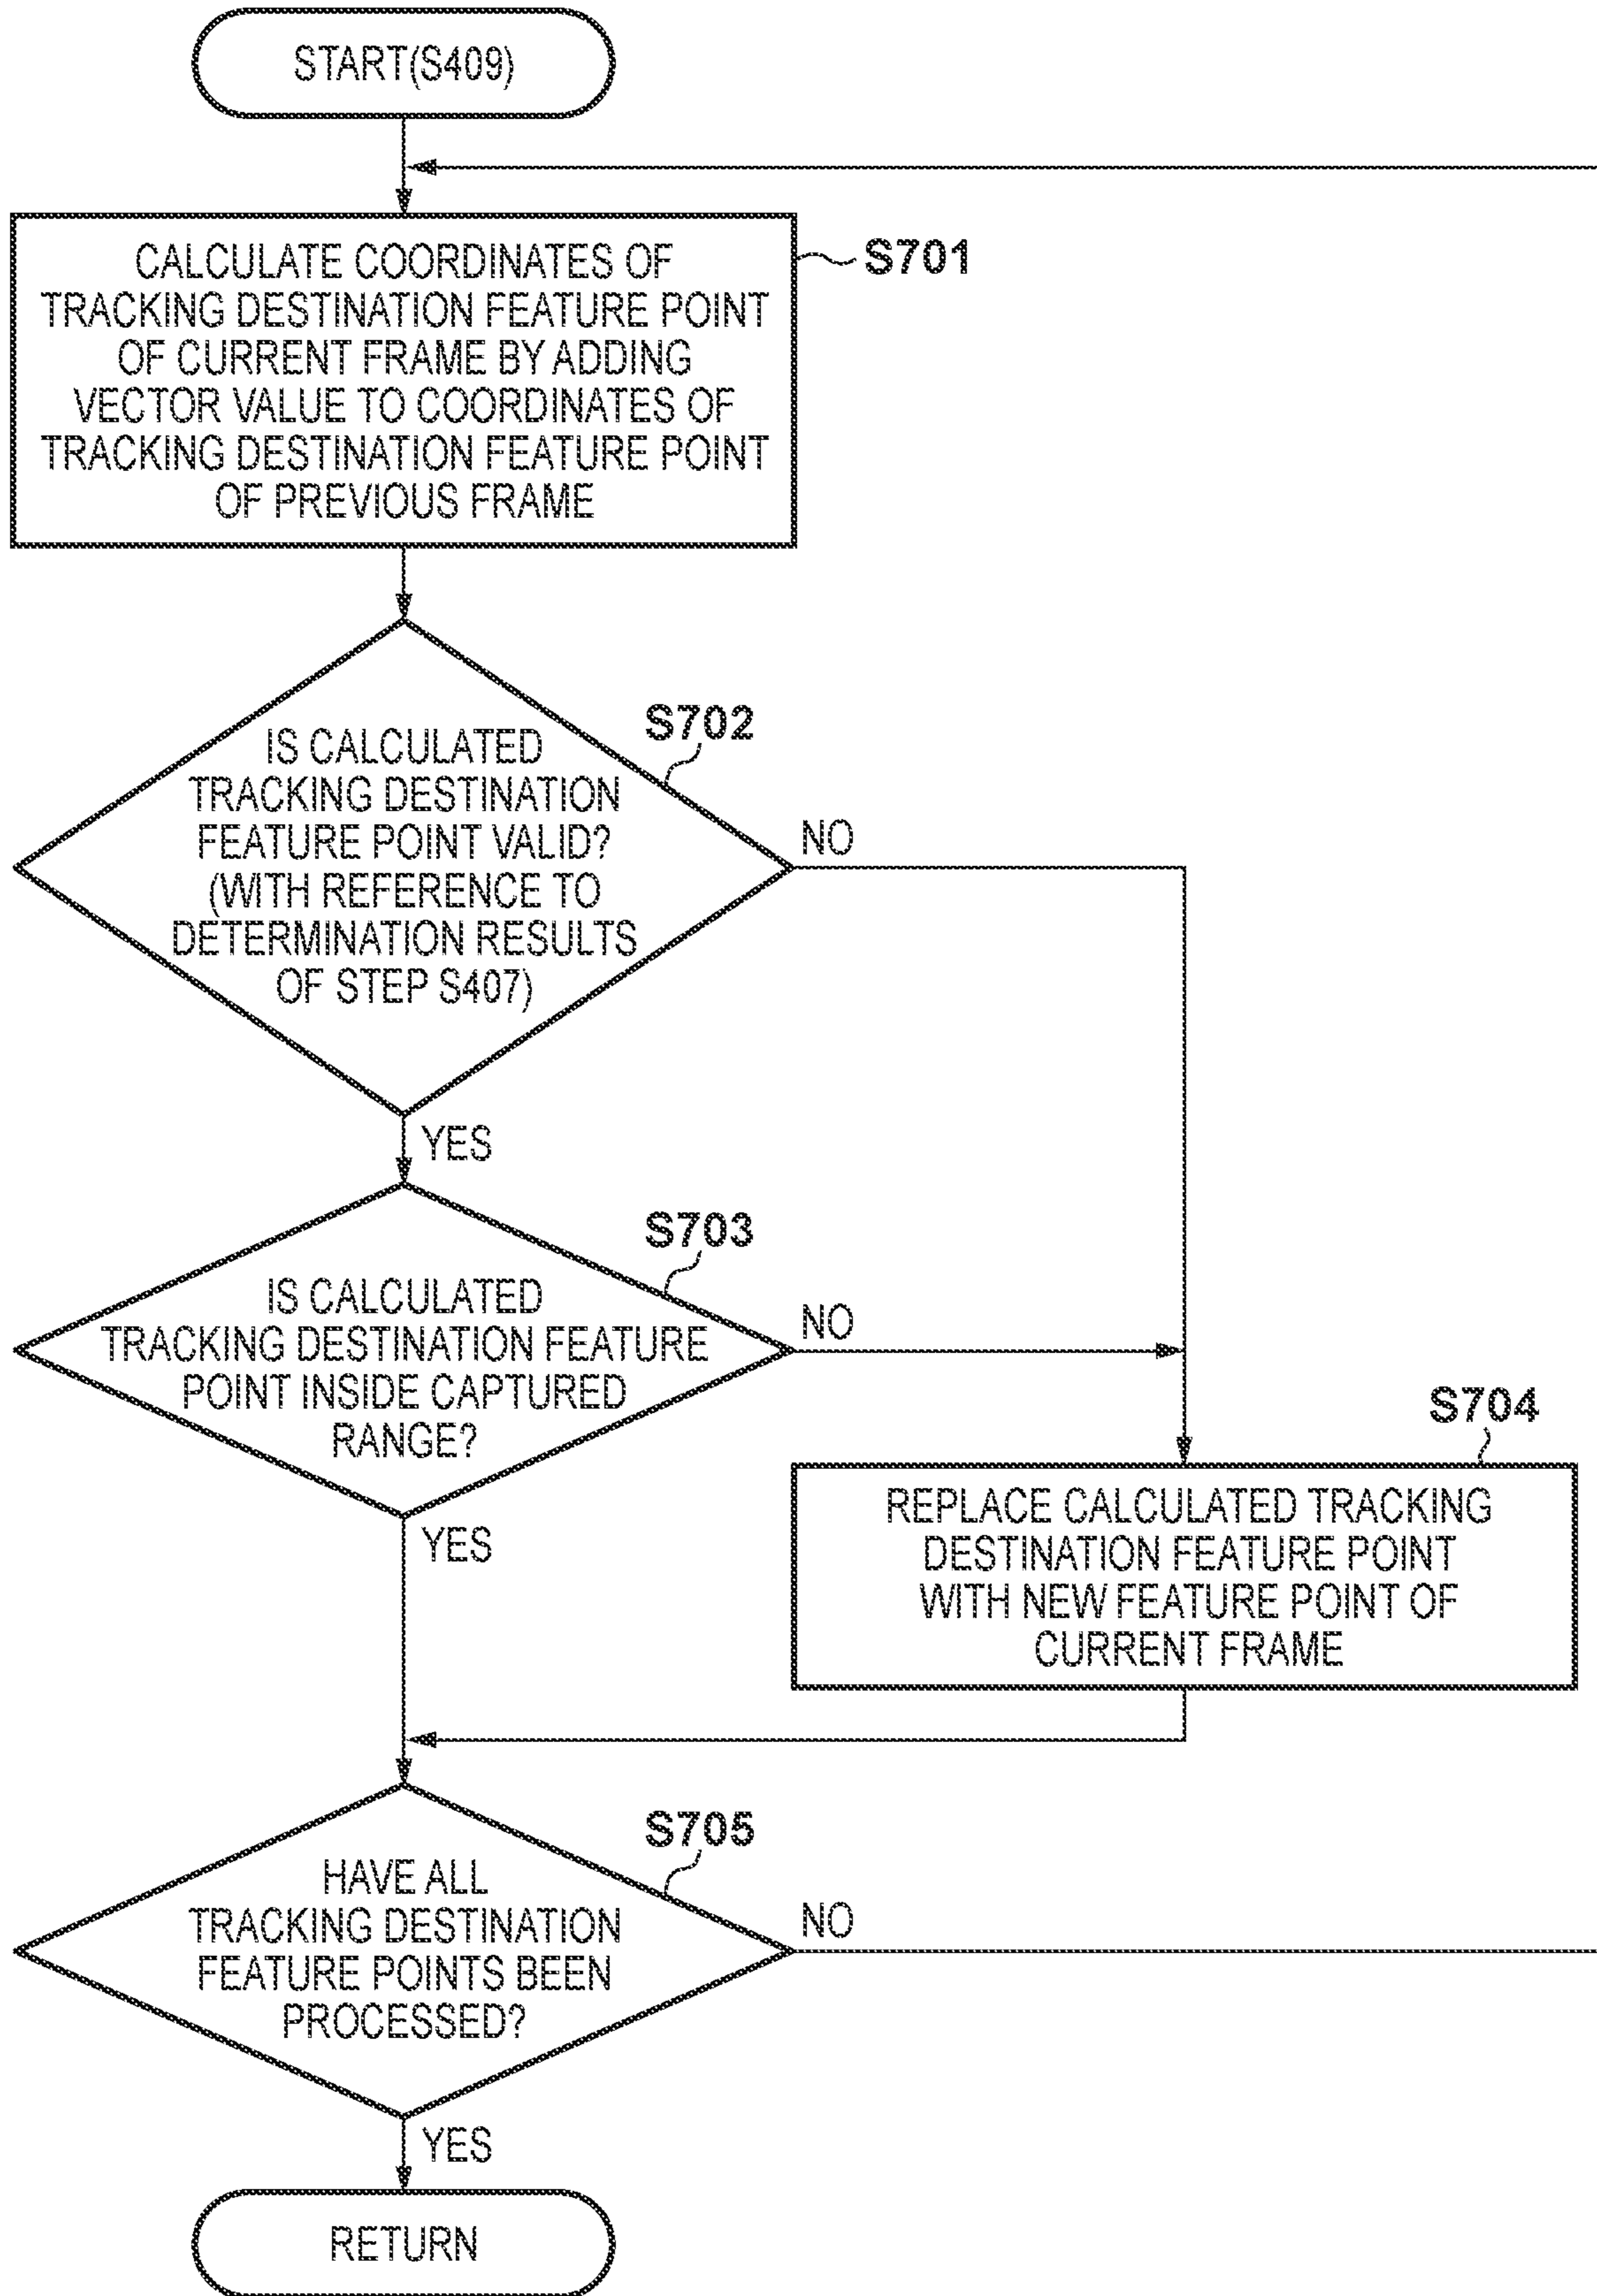 START(S409)
CALCULATE COORDINATES OF
TRACKING DESTINATION FEATURE POINT
OF CURRENT FRAME BY ADDING
VECTOR VALUE TO COORDINATES OF
TRACKING DESTINATION FEATURE POINT
OF PREVIOUS FRAME
S701
IS CALCULATED
TRACKING DESTINATION
FEATURE POINT VALID?
(WITH REFERENCE TO
DETERMINATION RESULTS
OF STEP S407)
S702
NO
YES
IS CALCULATED
TRACKING DESTINATION FEATURE
POINT INSIDE CAPTURED
RANGE?
S703
NO
YES
S704
REPLACE CALCULATED TRACKING
DESTINATION FEATURE POINT
WITH NEW FEATURE POINT OF
CURRENT FRAME
HAVE ALL
TRACKING DESTINATION
FEATURE POINTS BEEN
PROCESSED?
S705
NO
YES
RETURN